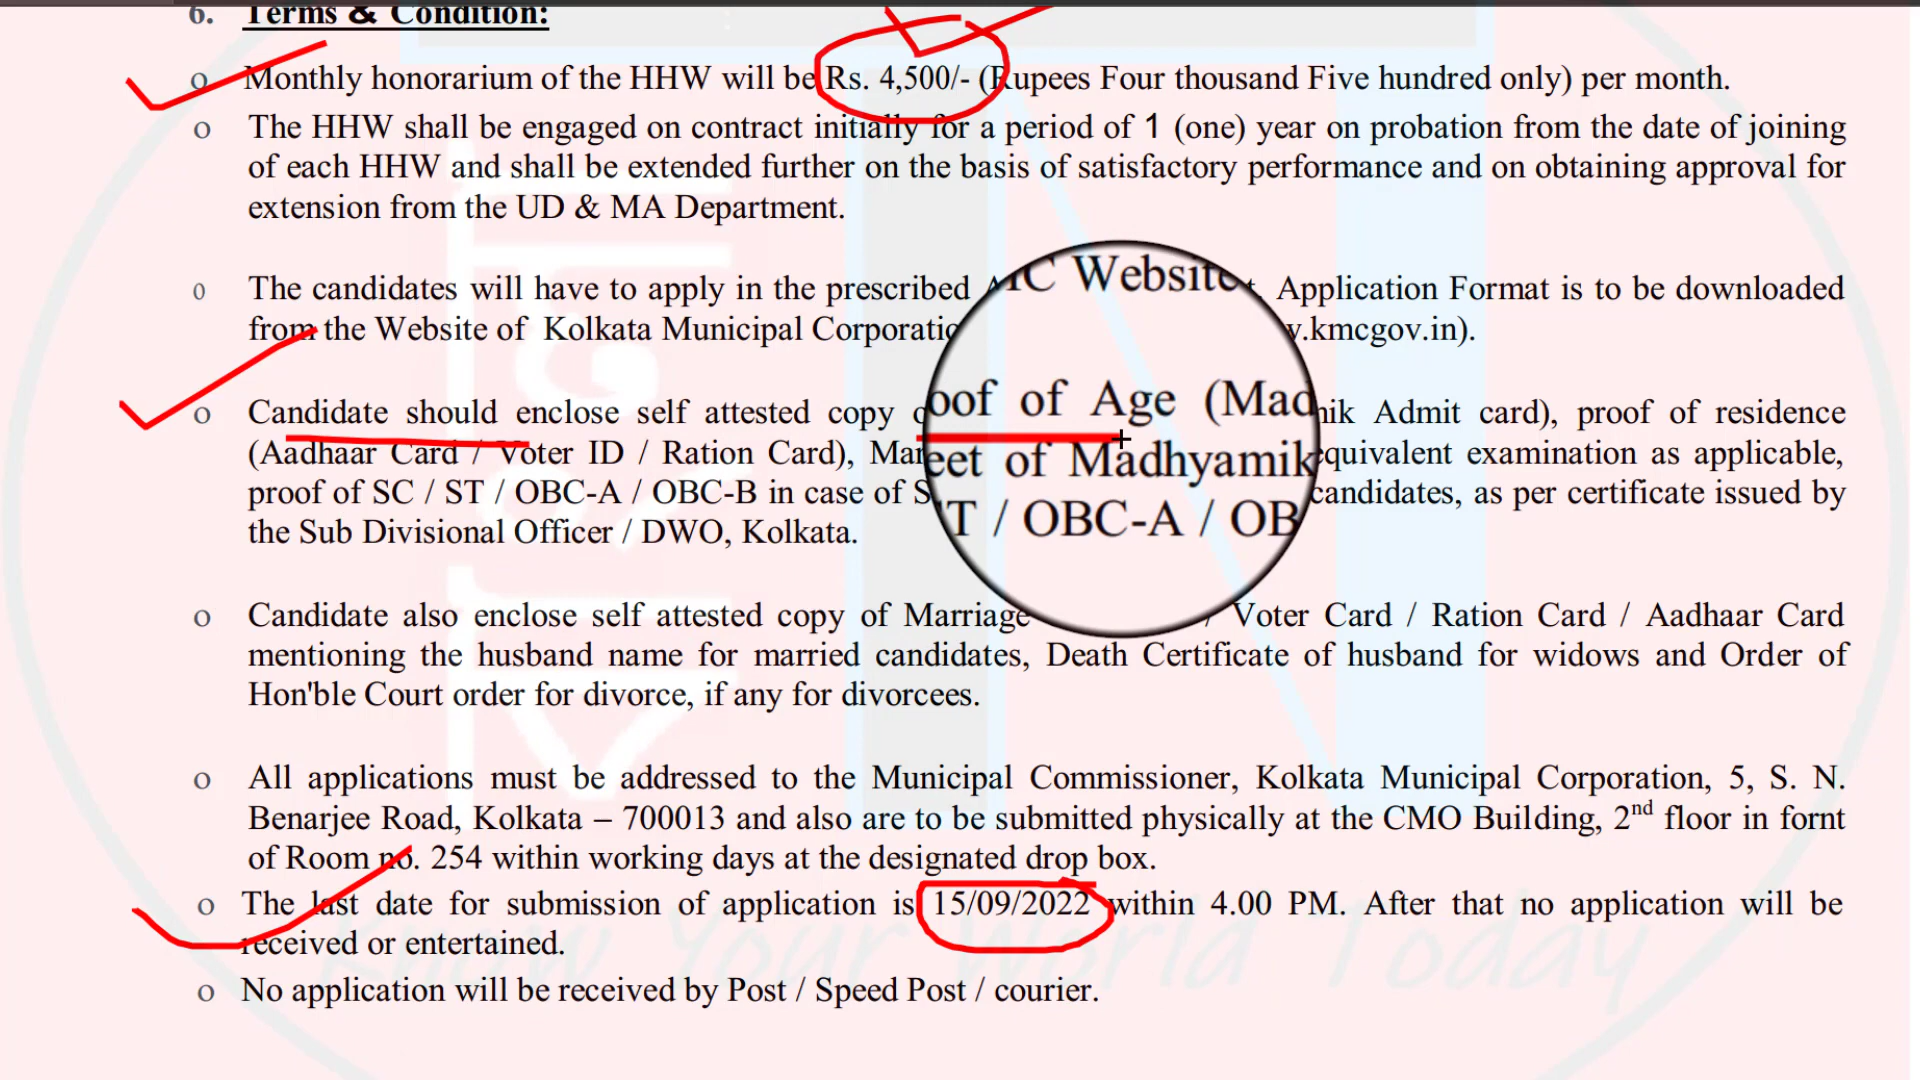 6. Terms & Condition:
o Monthly honorarium of the HHW will be Rs. 4,500/- (Rupees Four thousand Five hundred only) per month.
o The HHW shall be engaged on contract initially for a period of 1 (one) year on probation from the date of joining
of each HHW and shall be extended further on the basis of satisfactory performance and on obtaining approval for
extension from the UD & MA Department.
o The candidates will have to apply in the prescribed Application Format is to be downloaded
from the Website of Kolkata Municipal Corporatio v.kmcgov.in).
IC Website
o Candidate should enclose self attested copy oof of Age (Mad nik Admit card), proof of residence
(Aadhaar Card / Voter ID / Ration Card), Mar eet of Madhyamik equivalent examination as applicable,
proof of SC / ST / OBC-A / OBC-B in case of S T / OBC-A / OB candidates, as per certificate issued by
the Sub Divisional Officer / DWO, Kolkata.
o Candidate also enclose self attested copy of Marriage / Voter Card / Ration Card / Aadhaar Card
mentioning the husband name for married candidates, Death Certificate of husband for widows and Order of
Hon'ble Court order for divorce, if any for divorcees.
o All applications must be addressed to the Municipal Commissioner, Kolkata Municipal Corporation, 5, S. N.
Benarjee Road, Kolkata – 700013 and also are to be submitted physically at the CMO Building, 2nd floor in fornt
of Room no. 254 within working days at the designated drop box.
o The last date for submission of application is 15/09/2022 within 4.00 PM. After that no application will be
received or entertained.
Know Your World Today
o No application will be received by Post / Speed Post / courier.